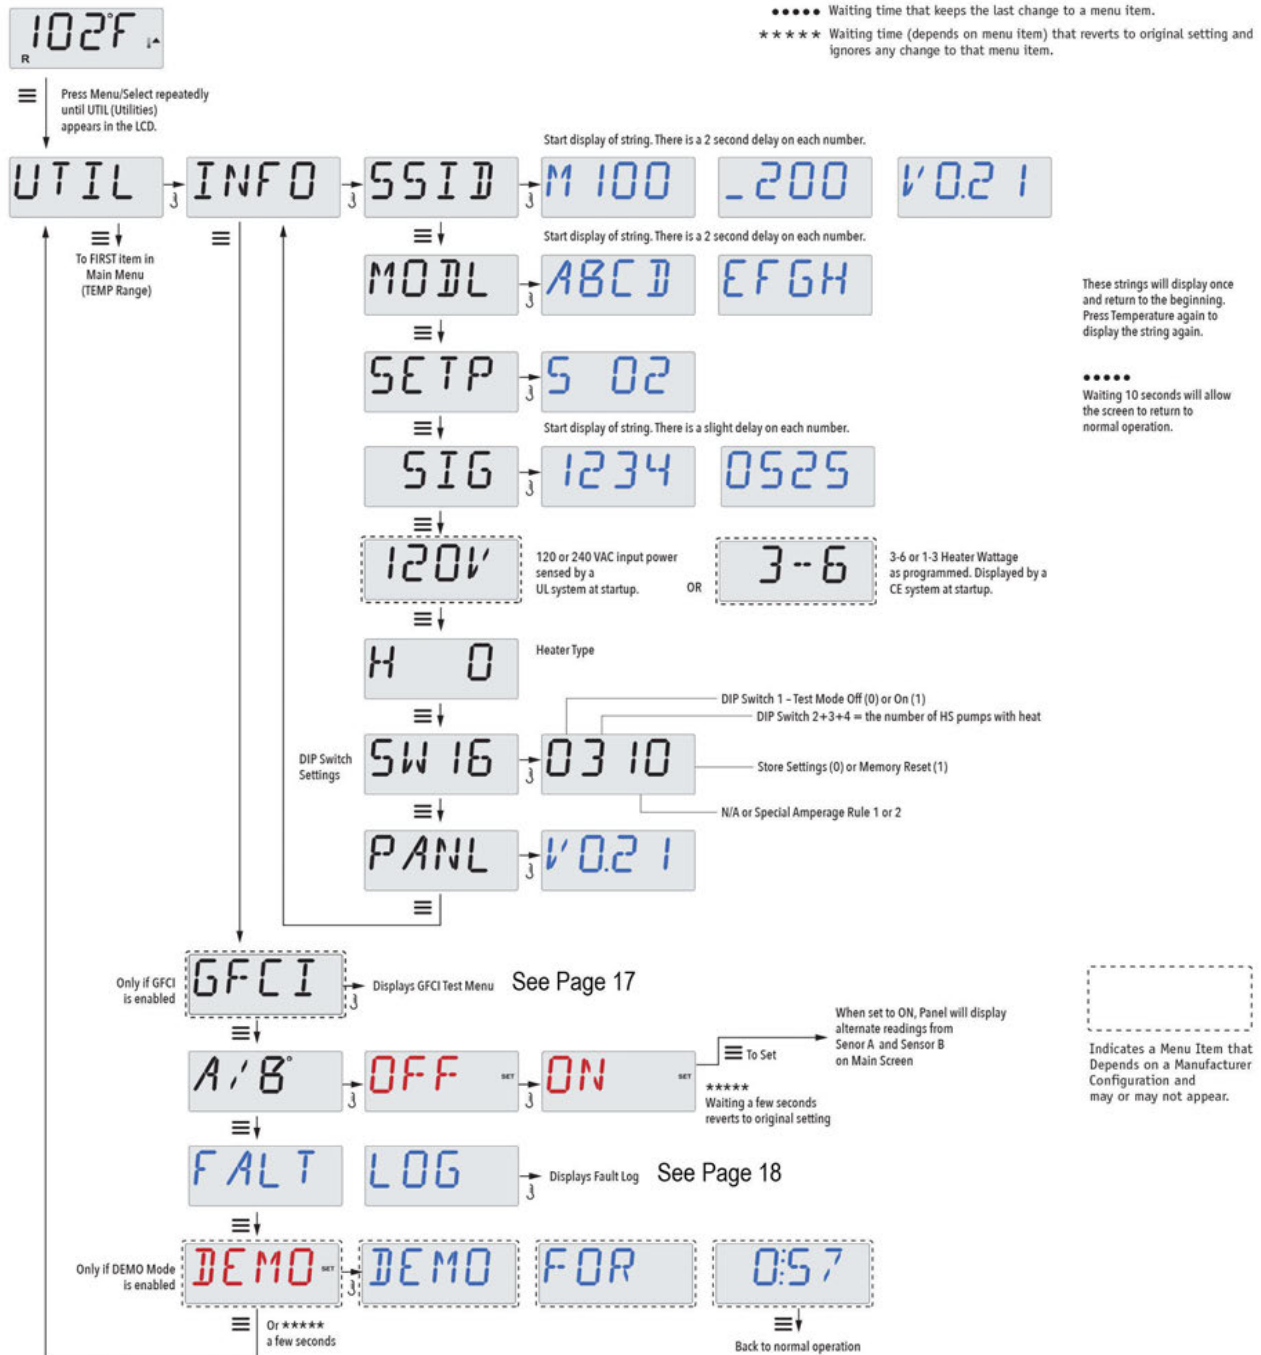 102°F
R
●●●●● Waiting time that keeps the last change to a menu item.
★★★★★ Waiting time (depends on menu item) that reverts to original setting and
ignores any change to that menu item.
Press Menu/Select repeatedly
until UTIL (Utilities)
appears in the LCD.
Start display of string. There is a 2 second delay on each number.
UTIL
INFO
SSID
M100
_200
V0.21
To FIRST item in
Main Menu
(TEMP Range)
Start display of string. There is a 2 second delay on each number.
MODL
ABCD
EFGH
These strings will display once
and return to the beginning.
Press Temperature again to
display the string again.
●●●●●
Waiting 10 seconds will allow
the screen to return to
normal operation.
SETP
S 02
Start display of string. There is a slight delay on each number.
SIG
1234
0525
120V
120 or 240 VAC input power
sensed by a
UL system at startup.
OR
3--6
3-6 or 1-3 Heater Wattage
as programmed. Displayed by a
CE system at startup.
H 0
Heater Type
DIP Switch 1 – Test Mode Off (0) or On (1)
DIP Switch 2+3+4 = the number of HS pumps with heat
DIP Switch
Settings
SW16
0310
Store Settings (0) or Memory Reset (1)
N/A or Special Amperage Rule 1 or 2
PANL
V0.21
Only if GFCI
is enabled
GFCI
Displays GFCI Test Menu
See Page 17
A/B°
OFF
SET
ON
SET
To Set
When set to ON, Panel will display
alternate readings from
Senor A and Sensor B
on Main Screen
★★★★★
Waiting a few seconds
reverts to original setting
Indicates a Menu Item that
Depends on a Manufacturer
Configuration and
may or may not appear.
FALT
LOG
Displays Fault Log
See Page 18
Only if DEMO Mode
is enabled
DEMO
SET
DEMO
FOR
0:57
Or ★★★★★
a few seconds
Back to normal operation